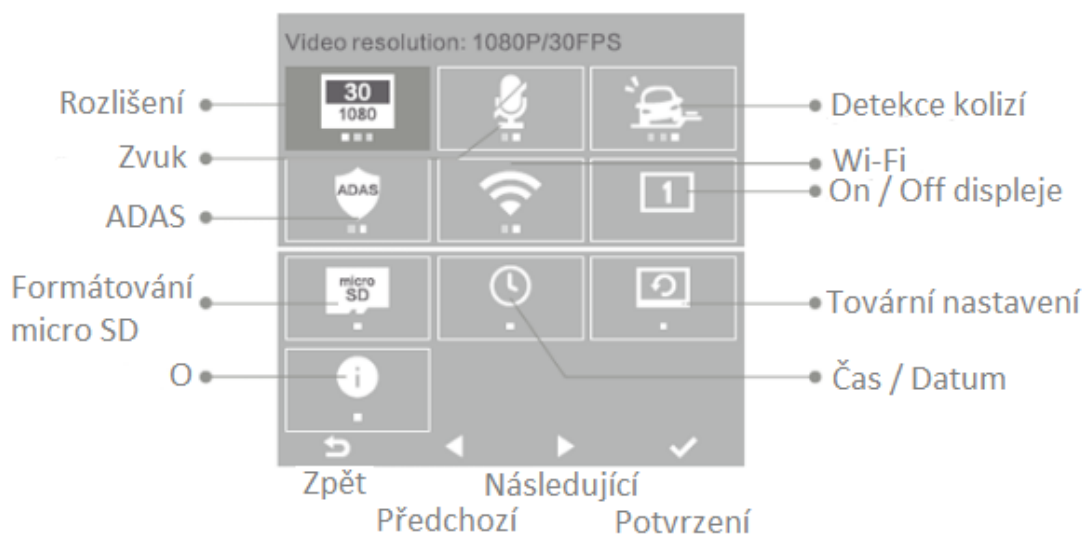 Video resolution: 1080P/30FPS
Rozlišení
30
1080
Detekce kolizí
Zvuk
Wi-Fi
ADAS
ADAS
1
On / Off displeje
Formátování
micro SD
micro
SD
Tovární nastavení
O
i
Čas / Datum
Zpět
Následující
Předchozí
Potvrzení